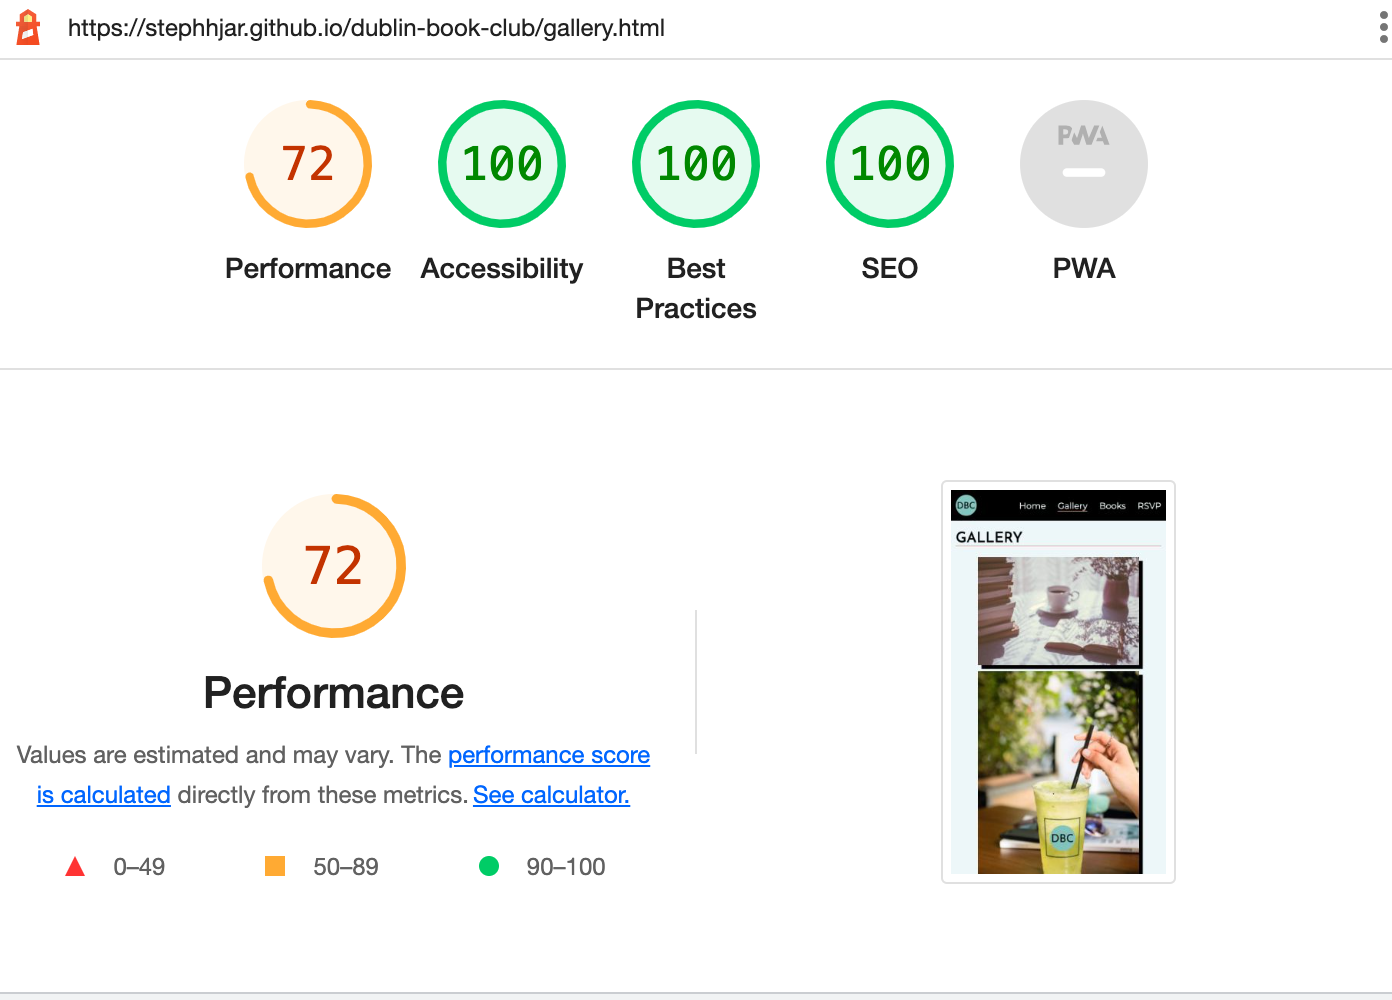 https://stephhjar.github.io/dublin-book-club/gallery.html
72
100
100
100
PWA
Performance
Accessibility
Best
Practices
SEO
PWA
72
Performance
Values are estimated and may vary. The performance score
is calculated directly from these metrics. See calculator.
0–49
50–89
90–100
DBC
Home
Gallery
Books
RSVP
GALLERY
DBC